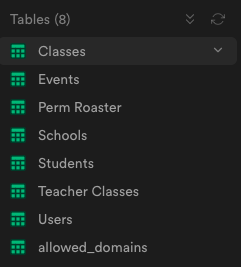 Tables (8)
Classes
Events
Perm Roaster
Schools
Students
Teacher Classes
Users
allowed_domains